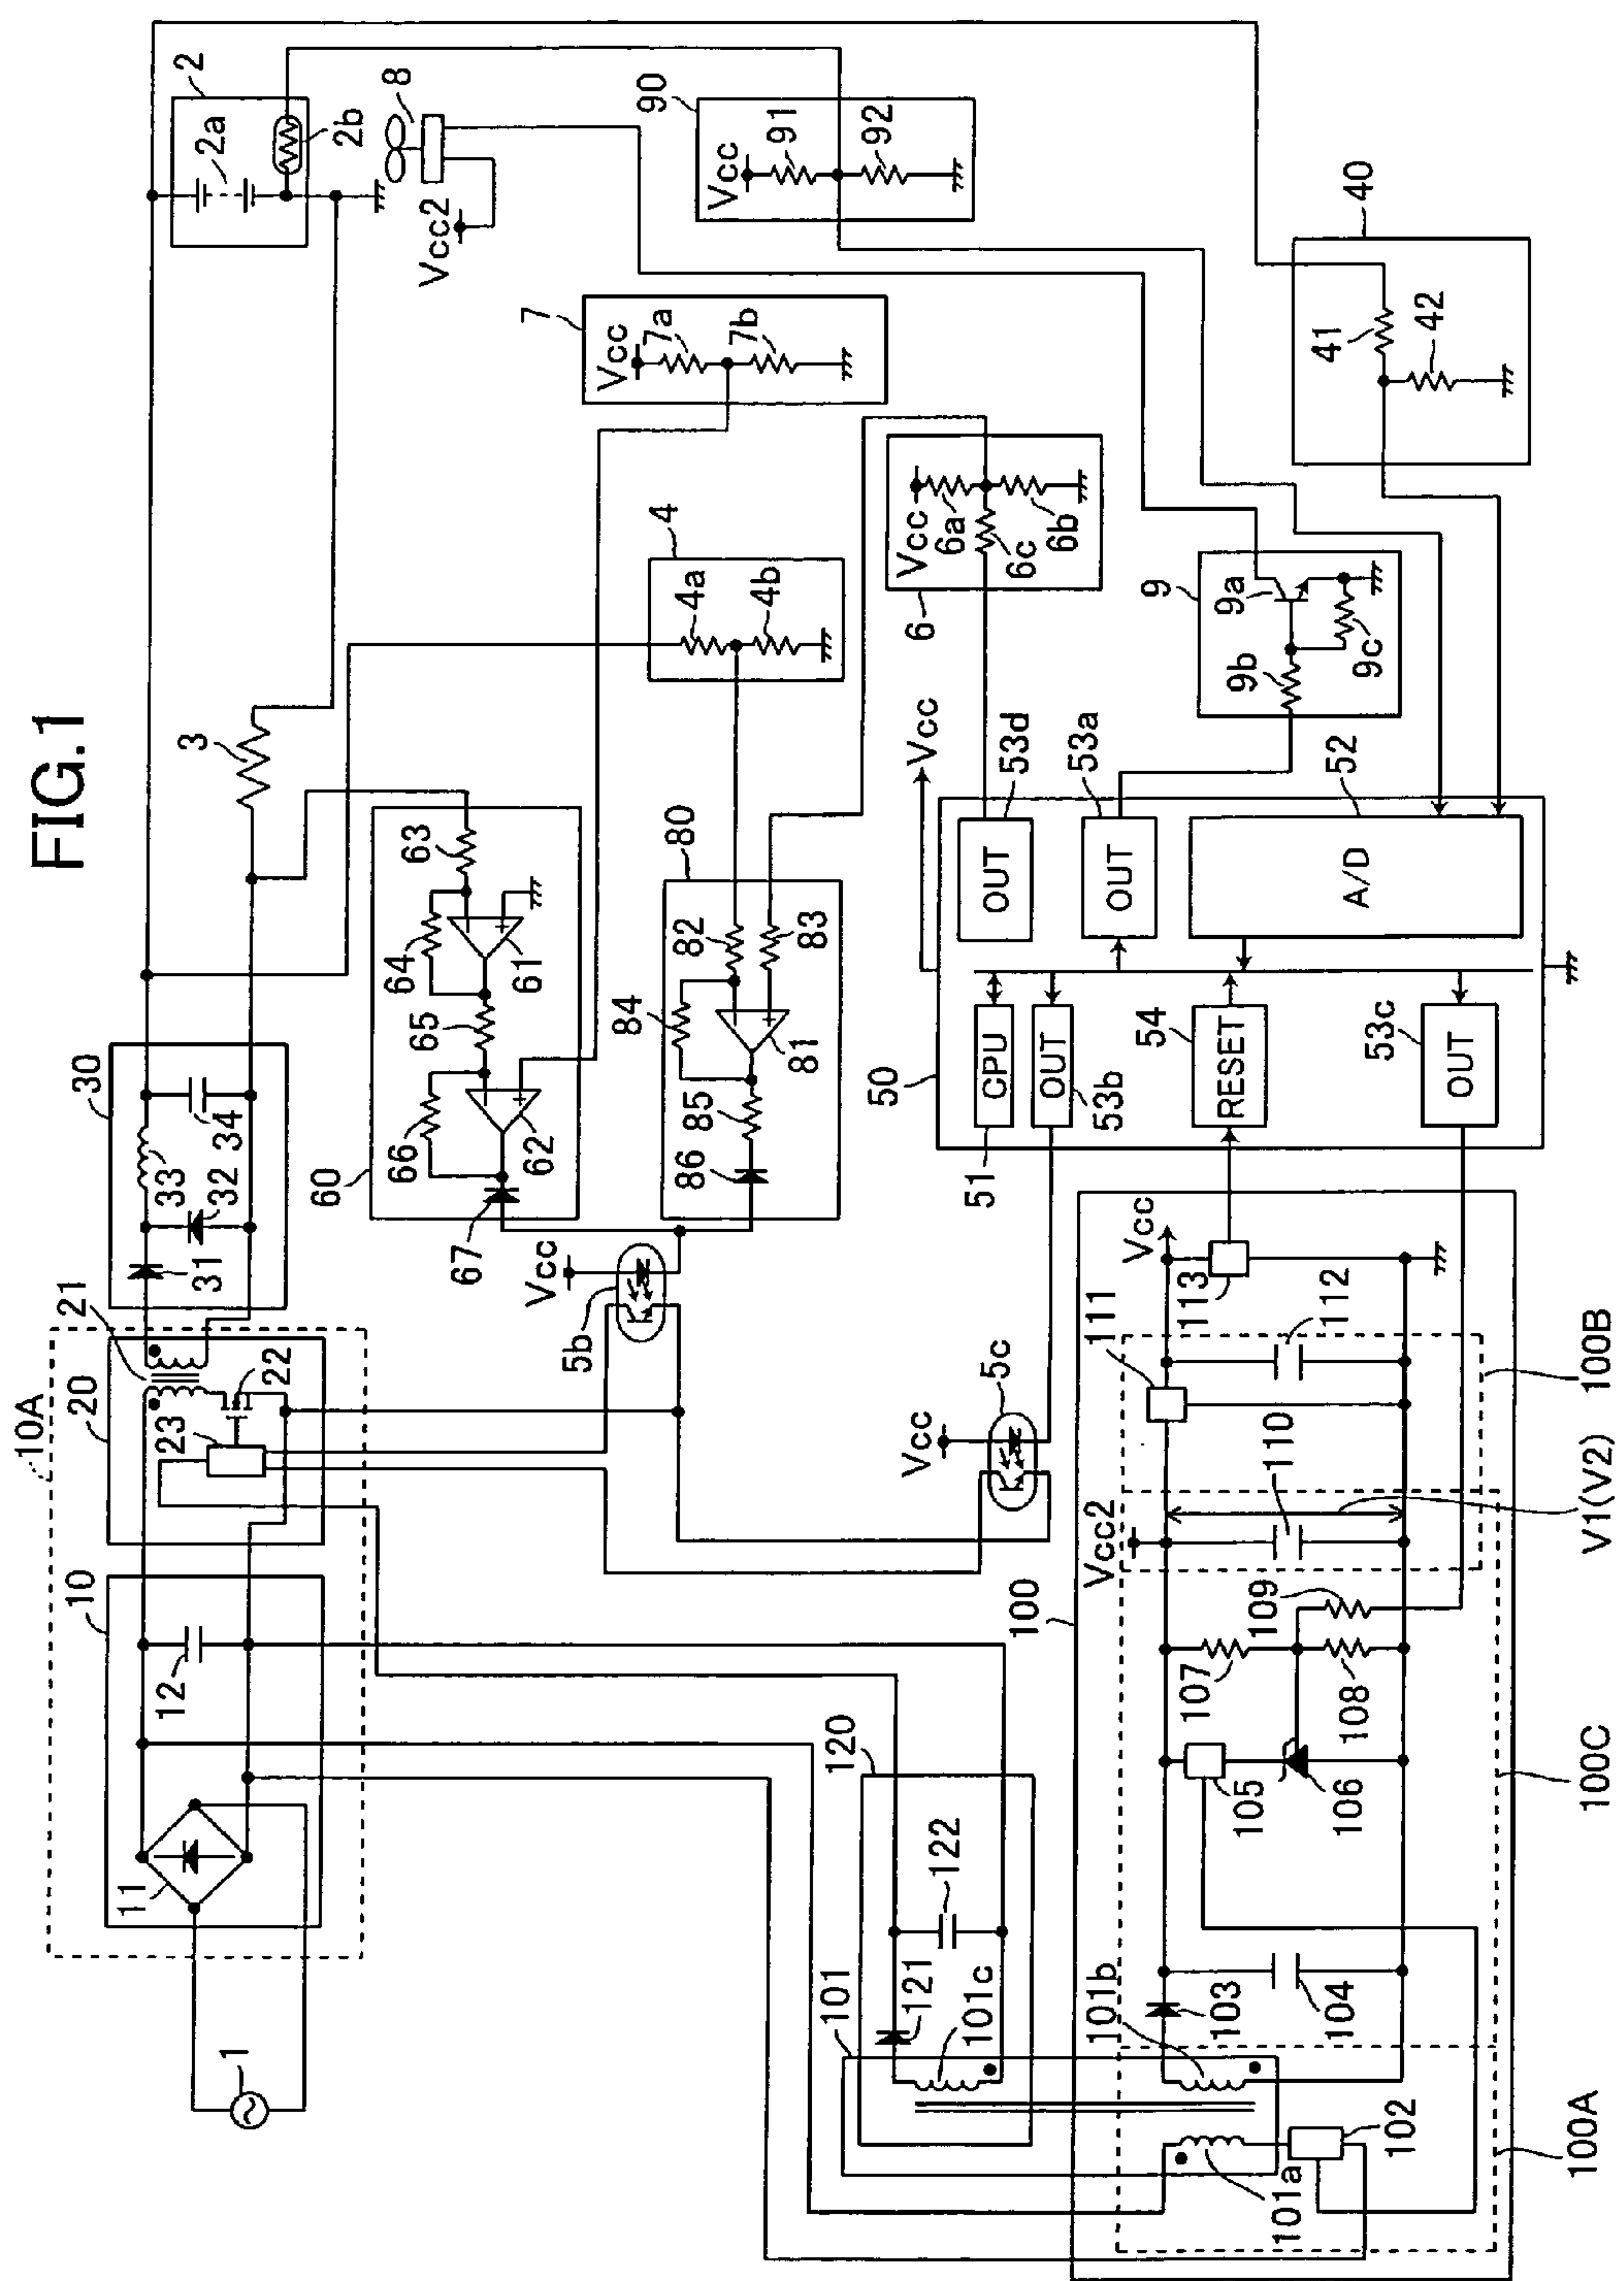 FIG.1
10A
10
11
12
1
20
21
22
23
30
31
32
33
34
3
2
2a
2b
8
Vcc2
60
61
62
63
64
65
66
67
80
81
82
83
84
85
86
4
4a
4b
7
Vcc
7a
7b
90
Vcc
91
92
Vcc
5b
Vcc
5c
6
Vcc
6a
6b
6c
9
9a
9b
9c
40
41
42
50
Vcc
CPU
51
OUT
53b
RESET
54
OUT
53c
OUT
53d
OUT
53a
A/D
52
120
121
122
101
101c
101b
101a
102
100
103
104
105
106
107
108
109
Vcc2
110
111
112
113
Vcc
V1(V2)
100A
100B
100C